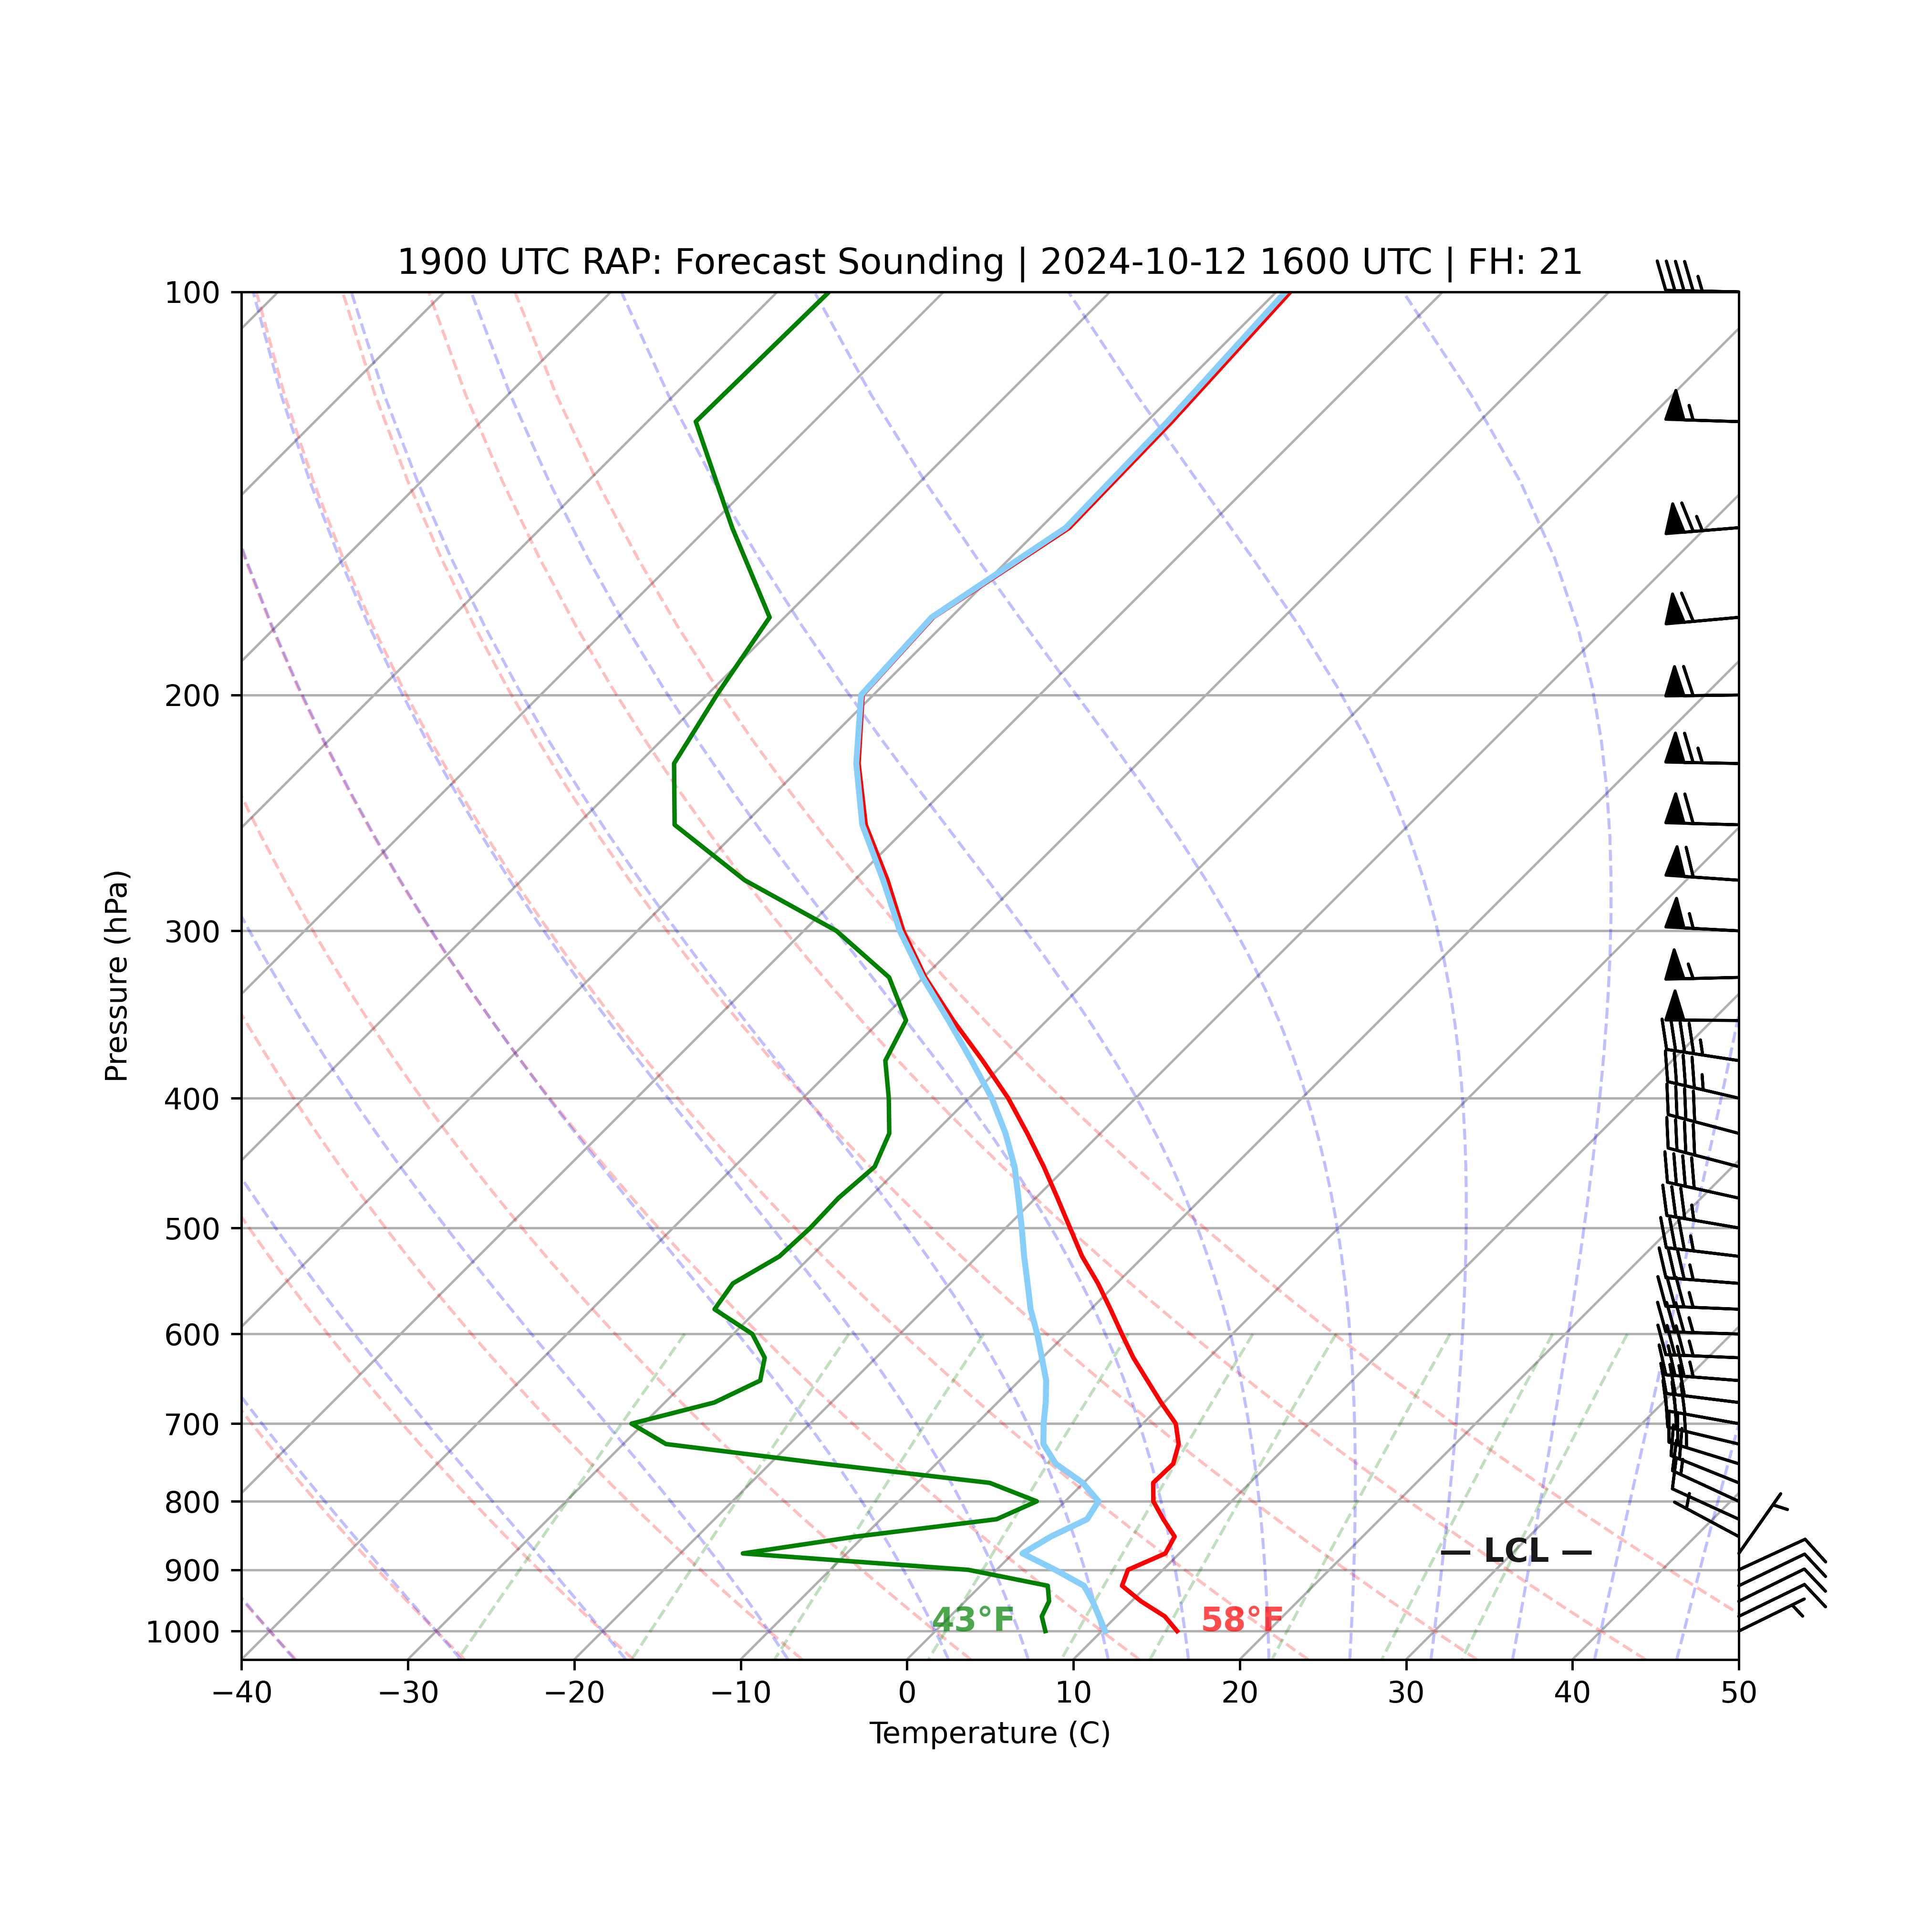 1900 UTC RAP: Forecast Sounding | 2024-10-12 1600 UTC | FH: 21
100
200
300
400
500
600
700
800
900
1000
Pressure (hPa)
— LCL —
43°F
58°F
−40 −30 −20 −10 0 10 20 30 40 50
Temperature (C)